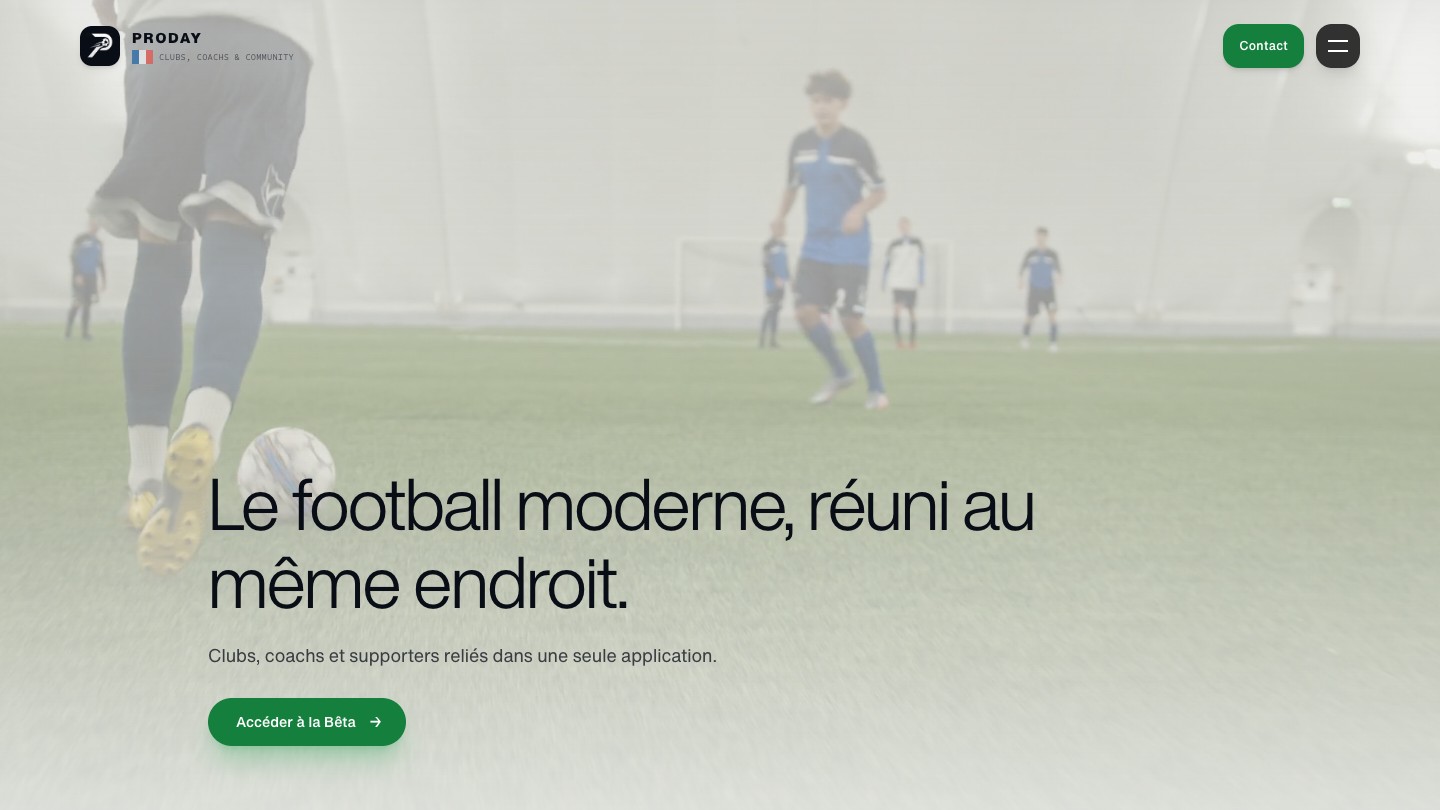 PRODAY
CLUBS, COACHS & COMMUNITY
Contact
Le football moderne, réuni au
même endroit.
Clubs, coachs et supporters reliés dans une seule application.
Accéder à la Bêta →